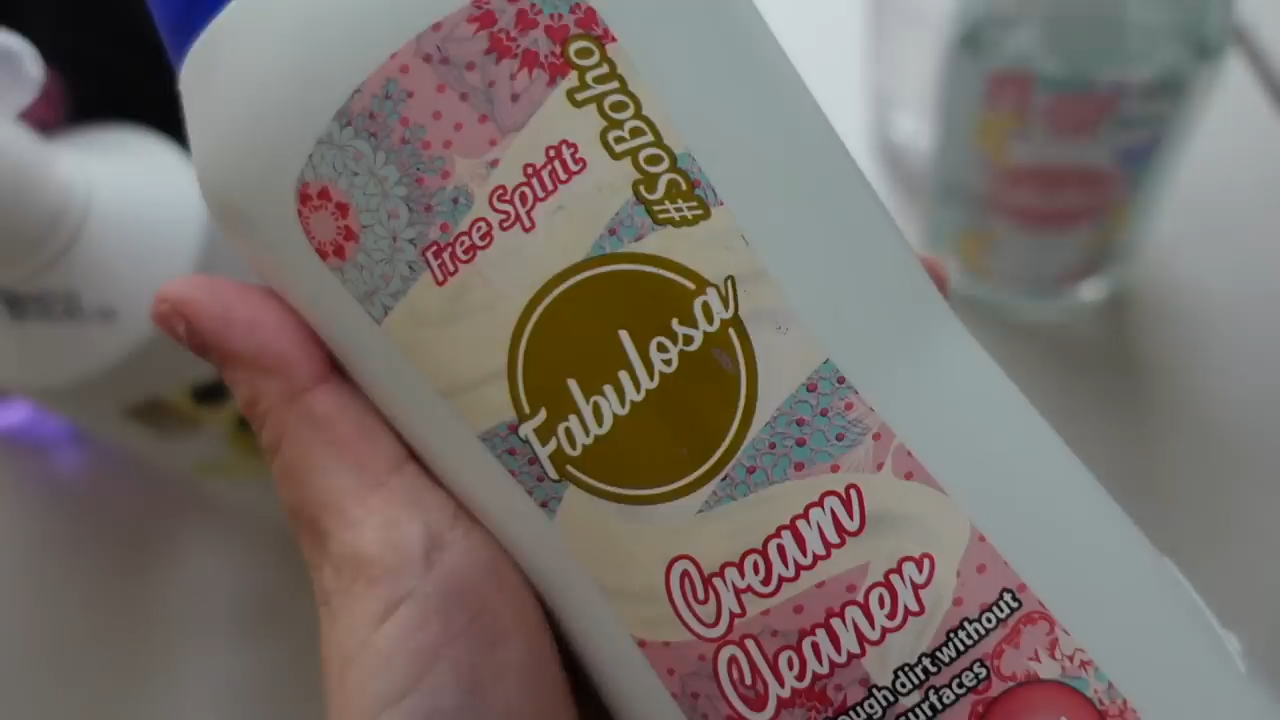 #SoBoho
Free Spirit
Fabulosa
Cream
Cleaner
dirt without
surfaces